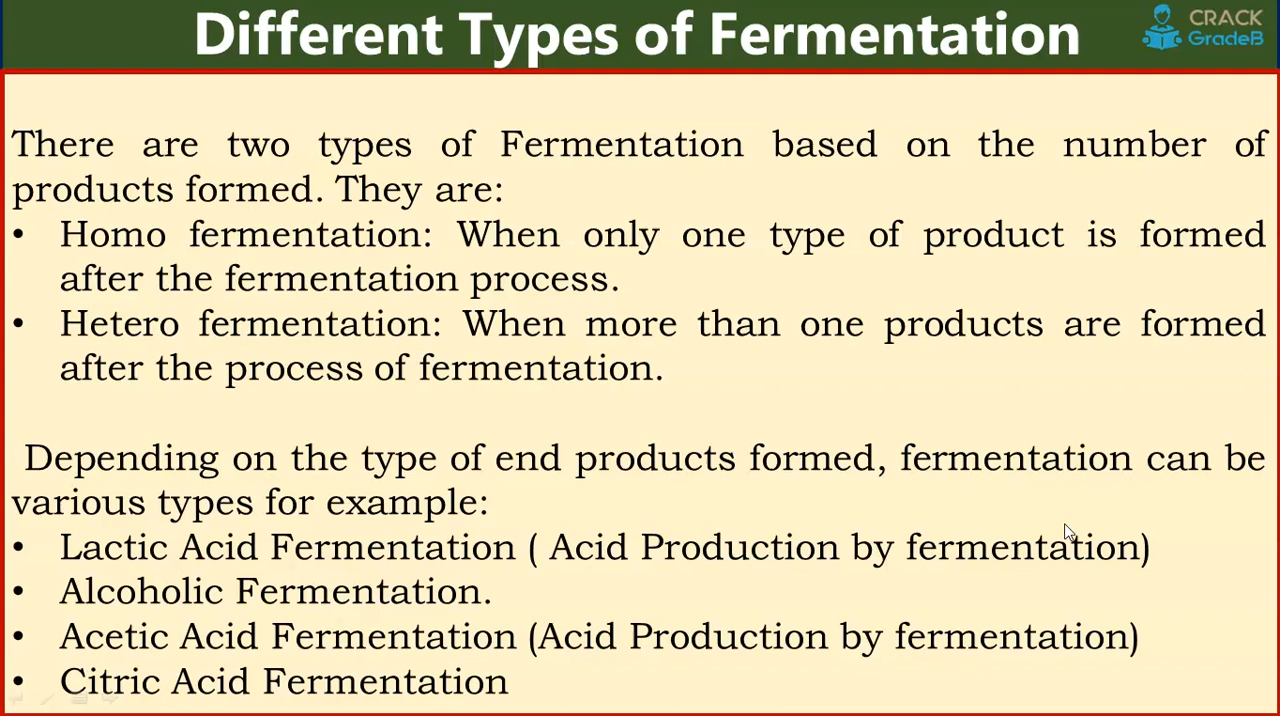 Different Types of Fermentation
CRACK
GradeB
There are two types of Fermentation based on the number of
products formed. They are:
• Homo fermentation: When only one type of product is formed
after the fermentation process.
• Hetero fermentation: When more than one products are formed
after the process of fermentation.
Depending on the type of end products formed, fermentation can be
various types for example:
• Lactic Acid Fermentation ( Acid Production by fermentation)
• Alcoholic Fermentation.
• Acetic Acid Fermentation (Acid Production by fermentation)
• Citric Acid Fermentation